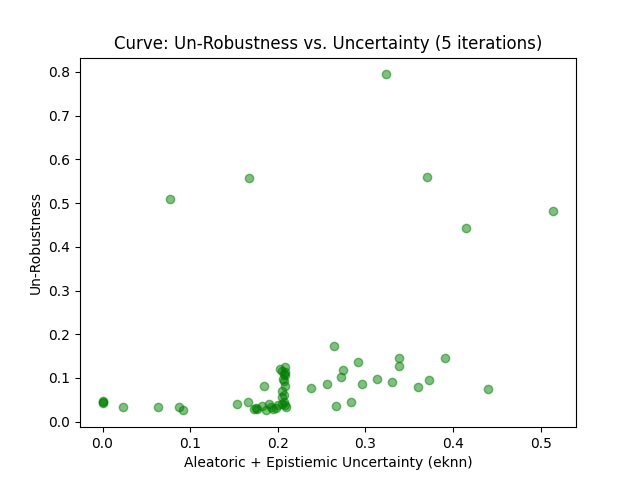 Curve: Un-Robustness vs. Uncertainty (5 iterations)
0.8
0.7
0.6
0.5
0.4
0.3
0.2
0.1
0.0
Un-Robustness
0.0 0.1 0.2 0.3 0.4 0.5
Aleatoric + Epistiemic Uncertainty (eknn)